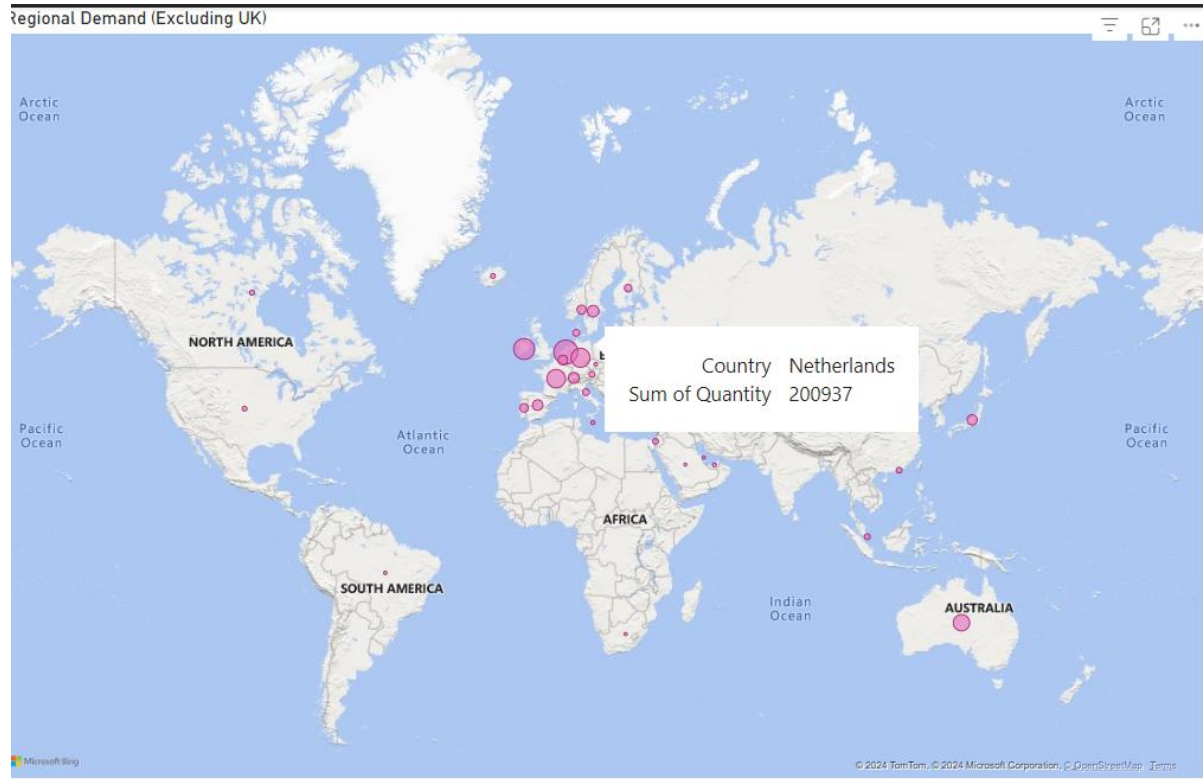 Regional Demand (Excluding UK)
Arctic
Ocean
Arctic
Ocean
NORTH AMERICA
E
Country Netherlands
Sum of Quantity 200937
Pacific
Ocean
Atlantic
Ocean
Pacific
Ocean
AFRICA
SOUTH AMERICA
Indian
Ocean
AUSTRALIA
Microsoft Bing
© 2024 TomTom, © 2024 Microsoft Corporation, © OpenStreetMap Terms